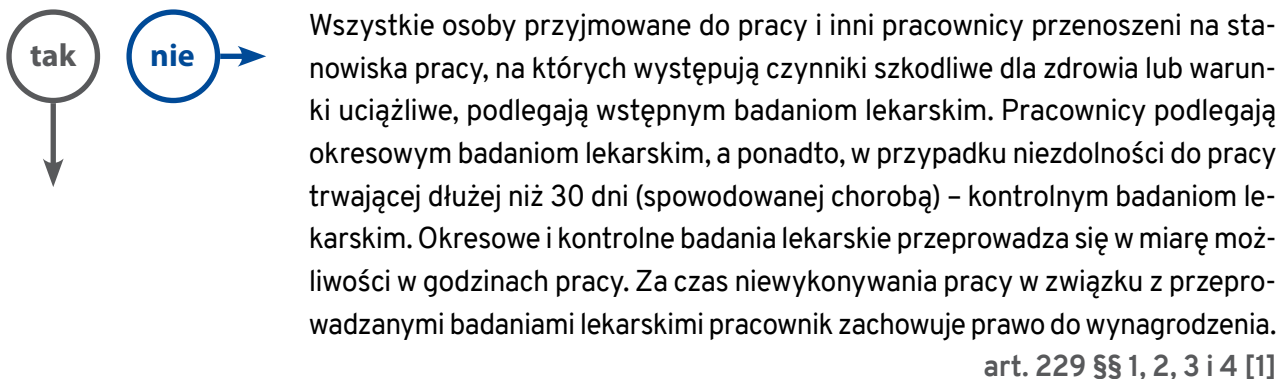 tak
nie
Wszystkie osoby przyjmowane do pracy i inni pracownicy przenoszeni na sta-
nowiska pracy, na których występują czynniki szkodliwe dla zdrowia lub warun-
ki uciążliwe, podlegają wstępnym badaniom lekarskim. Pracownicy podlegają
okresowym badaniom lekarskim, a ponadto, w przypadku niezdolności do pracy
trwającej dłużej niż 30 dni (spowodowanej chorobą) – kontrolnym badaniom le-
karskim. Okresowe i kontrolne badania lekarskie przeprowadza się w miarę moż-
liwości w godzinach pracy. Za czas niewykonywania pracy w związku z przepro-
wadzanymi badaniami lekarskimi pracownik zachowuje prawo do wynagrodzenia.
art. 229 §§ 1, 2, 3 i 4 [1]